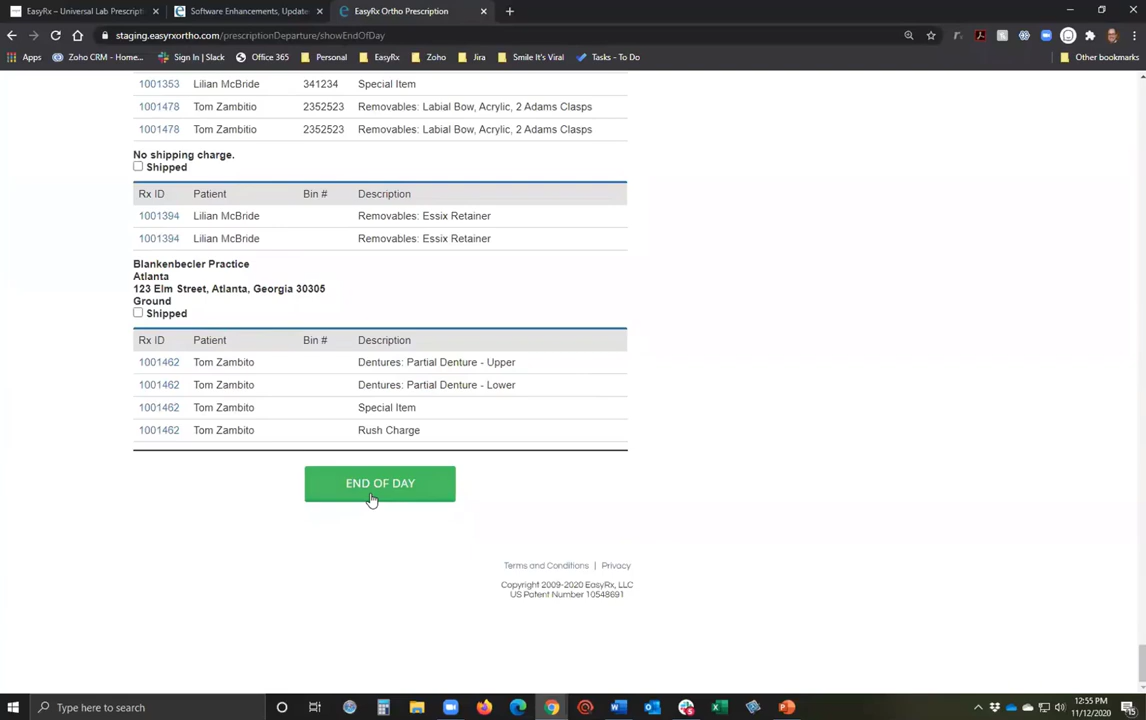 EasyRx – Universal Lab Prescripti
Software Enhancements, Update
EasyRx Ortho Prescription
staging.easyrxortho.com/prescriptionDeparture/showEndOfDay
Apps
Zoho CRM - Home...
Sign In | Slack
Office 365
Personal
EasyRx
Zoho
Jira
Smile It's Viral
Tasks - To Do
Other bookmarks
1001353 Lilian McBride 341234 Special Item
1001478 Tom Zambitio 2352523 Removables: Labial Bow, Acrylic, 2 Adams Clasps
1001478 Tom Zambitio 2352523 Removables: Labial Bow, Acrylic, 2 Adams Clasps
No shipping charge.
Shipped
Rx ID Patient Bin # Description
1001394 Lilian McBride Removables: Essix Retainer
1001394 Lilian McBride Removables: Essix Retainer
Blankenbecler Practice
Atlanta
123 Elm Street, Atlanta, Georgia 30305
Ground
Shipped
Rx ID Patient Bin # Description
1001462 Tom Zambito Dentures: Partial Denture - Upper
1001462 Tom Zambito Dentures: Partial Denture - Lower
1001462 Tom Zambito Special Item
1001462 Tom Zambito Rush Charge
END OF DAY
Terms and Conditions | Privacy
Copyright 2009-2020 EasyRx, LLC
US Patent Number 10548691
Type here to search
12:55 PM
11/12/2020
15